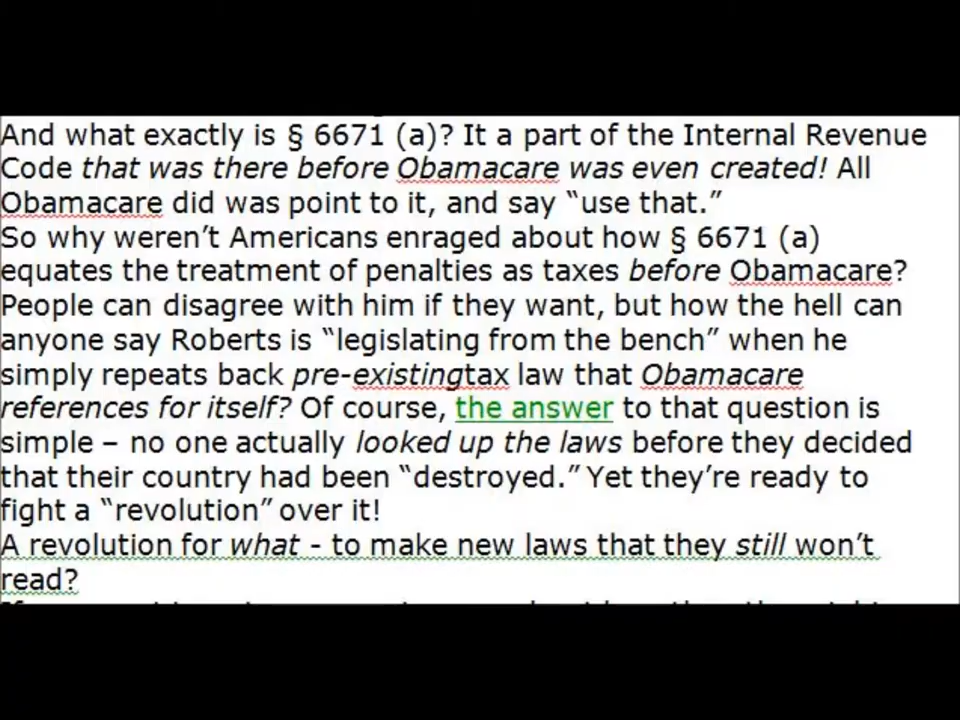 And what exactly is § 6671 (a)? It a part of the Internal Revenue
Code that was there before Obamacare was even created! All
Obamacare did was point to it, and say “use that.”
So why weren’t Americans enraged about how § 6671 (a)
equates the treatment of penalties as taxes before Obamacare?
People can disagree with him if they want, but how the hell can
anyone say Roberts is “legislating from the bench” when he
simply repeats back pre-existingtax law that Obamacare
references for itself? Of course, the answer to that question is
simple – no one actually looked up the laws before they decided
that their country had been “destroyed.” Yet they’re ready to
fight a “revolution” over it!
A revolution for what - to make new laws that they still won’t
read?